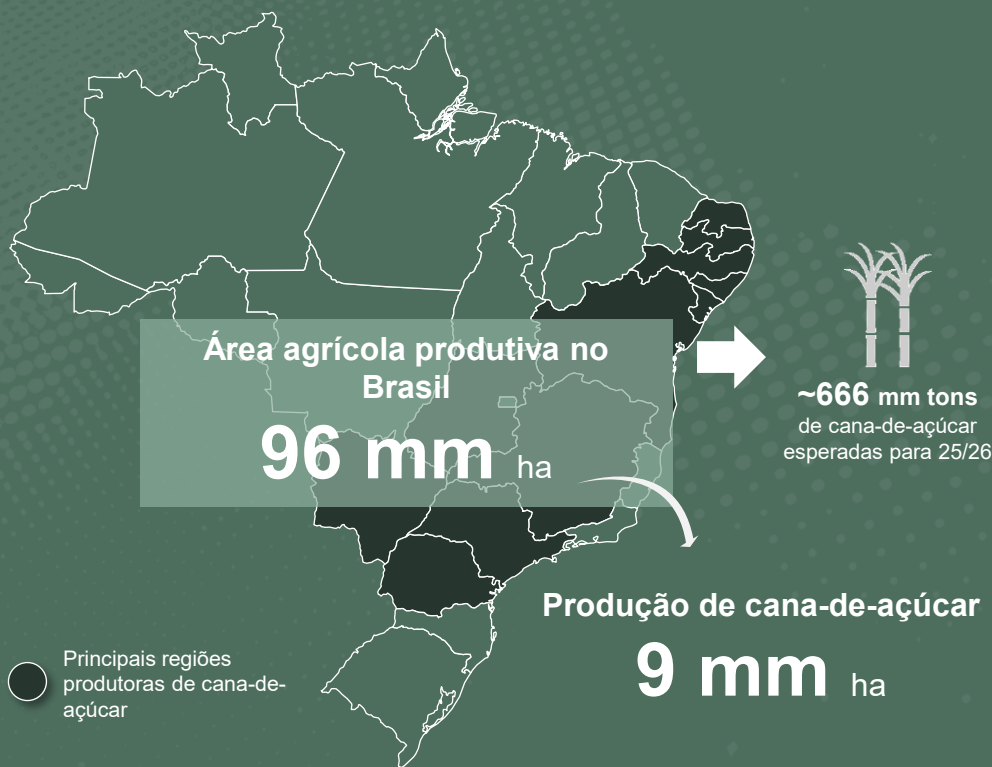 Área agrícola produtiva no
Brasil
96 mm ha
~666 mm tons
de cana-de-açúcar
esperadas para 25/26
Produção de cana-de-açúcar
9 mm ha
Principais regiões
produtoras de cana-de-
açúcar